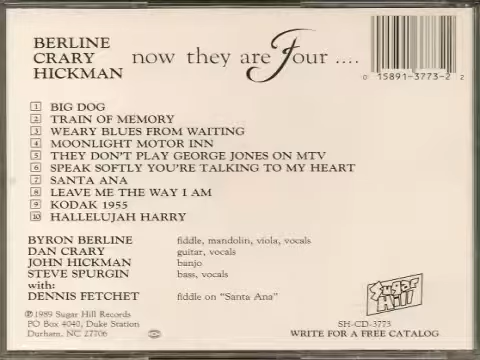 BERLINE
CRARY
HICKMAN
now they are Four ....
0 15891-3773-2 2
1 BIG DOG
2 TRAIN OF MEMORY
3 WEARY BLUES FROM WAITING
4 MOONLIGHT MOTOR INN
5 THEY DON'T PLAY GEORGE JONES ON MTV
6 SPEAK SOFTLY YOU'RE TALKING TO MY HEART
7 SANTA ANA
8 LEAVE ME THE WAY I AM
9 KODAK 1955
10 HALLELUJAH HARRY
BYRON BERLINE fiddle, mandolin, viola, vocals
DAN CRARY guitar, vocals
JOHN HICKMAN banjo
STEVE SPURGIN bass, vocals
with:
DENNIS FETCHET fiddle on "Santa Ana"
Sugar
Hill
℗1989 Sugar Hill Records
PO Box 4040, Duke Station
Durham, NC 27706
SH-CD-3773
WRITE FOR A FREE CATALOG